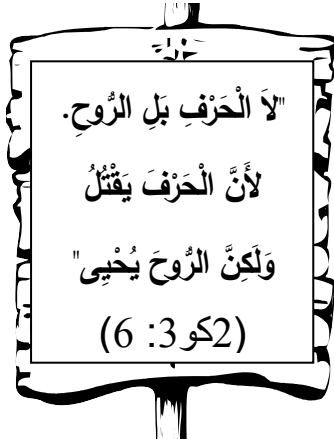 "لاَ الْحَرْفِ بَلِ الرُّوحِ.
لأَنَّ الْحَرْفَ يَقْتُلُ
وَلَكِنَّ الرُّوحَ يُحْيِى"
(2كو3: 6)